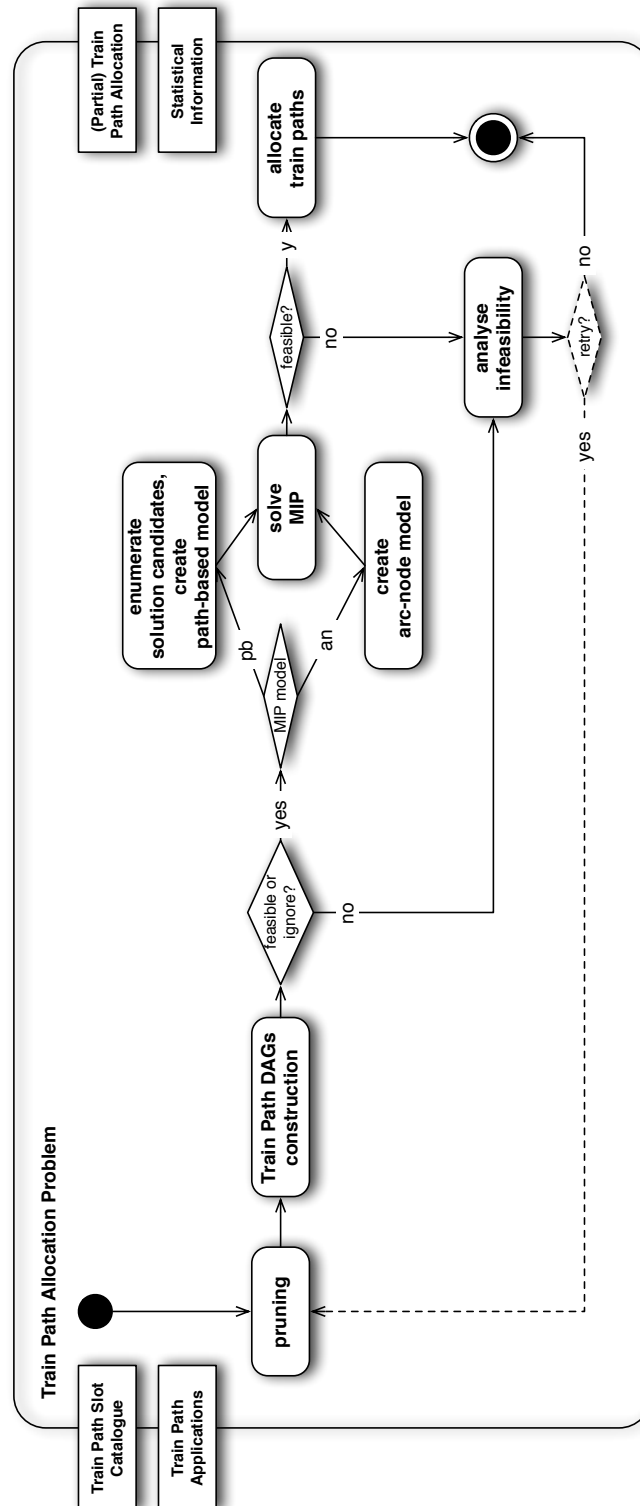 Train Path Allocation Problem
Train Path Slot
Catalogue
Train Path
Applications
(Partial) Train
Path Allocation
Statistical
Information
pruning
Train Path DAGs
construction
feasible or
ignore?
yes
no
MIP model
pb
an
enumerate
solution candidates,
create
path-based model
create
arc-node model
solve
MIP
feasible?
y
no
allocate
train paths
analyse
infeasibility
retry?
yes
no